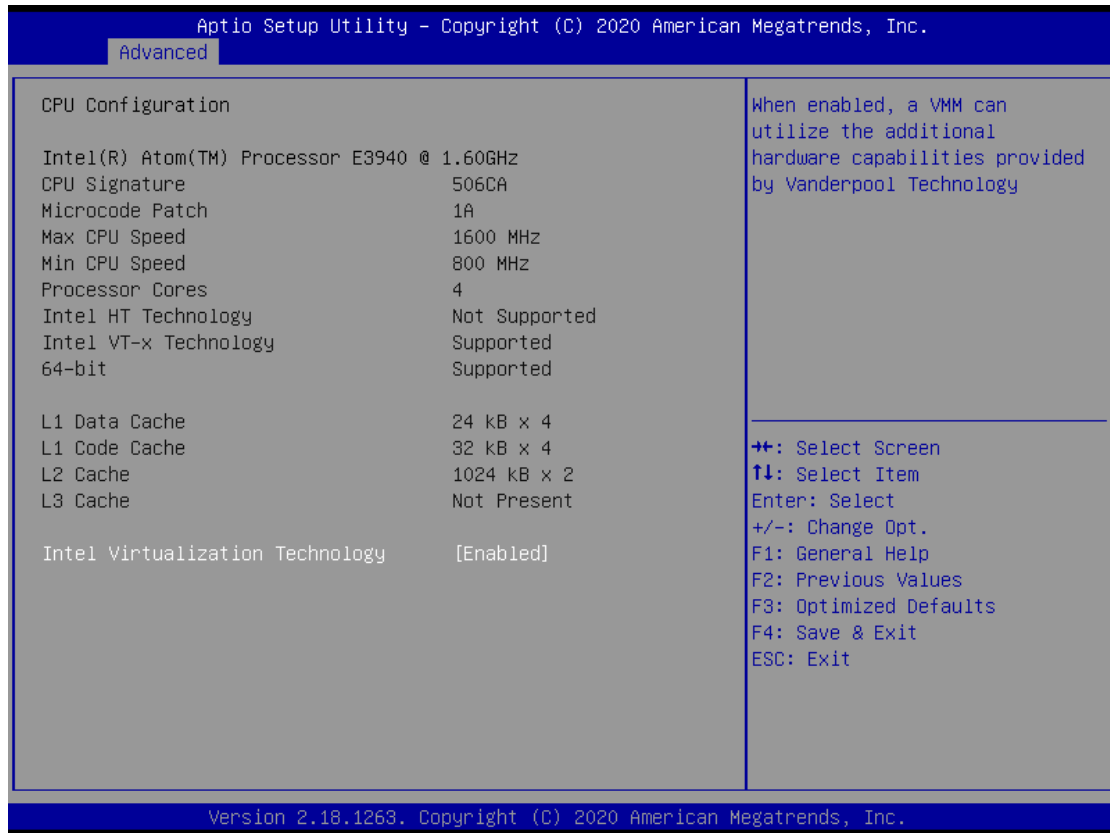 Aptio Setup Utility – Copyright (C) 2020 American Megatrends, Inc.
Advanced
CPU Configuration
Intel(R) Atom(TM) Processor E3940 @ 1.60GHz
CPU Signature 506CA
Microcode Patch 1A
Max CPU Speed 1600 MHz
Min CPU Speed 800 MHz
Processor Cores 4
Intel HT Technology Not Supported
Intel VT-x Technology Supported
64-bit Supported
L1 Data Cache 24 kB x 4
L1 Code Cache 32 kB x 4
L2 Cache 1024 kB x 2
L3 Cache Not Present
Intel Virtualization Technology [Enabled]
When enabled, a VMM can
utilize the additional
hardware capabilities provided
by Vanderpool Technology
→←: Select Screen
↑↓: Select Item
Enter: Select
+/-: Change Opt.
F1: General Help
F2: Previous Values
F3: Optimized Defaults
F4: Save & Exit
ESC: Exit
Version 2.18.1263. Copyright (C) 2020 American Megatrends, Inc.